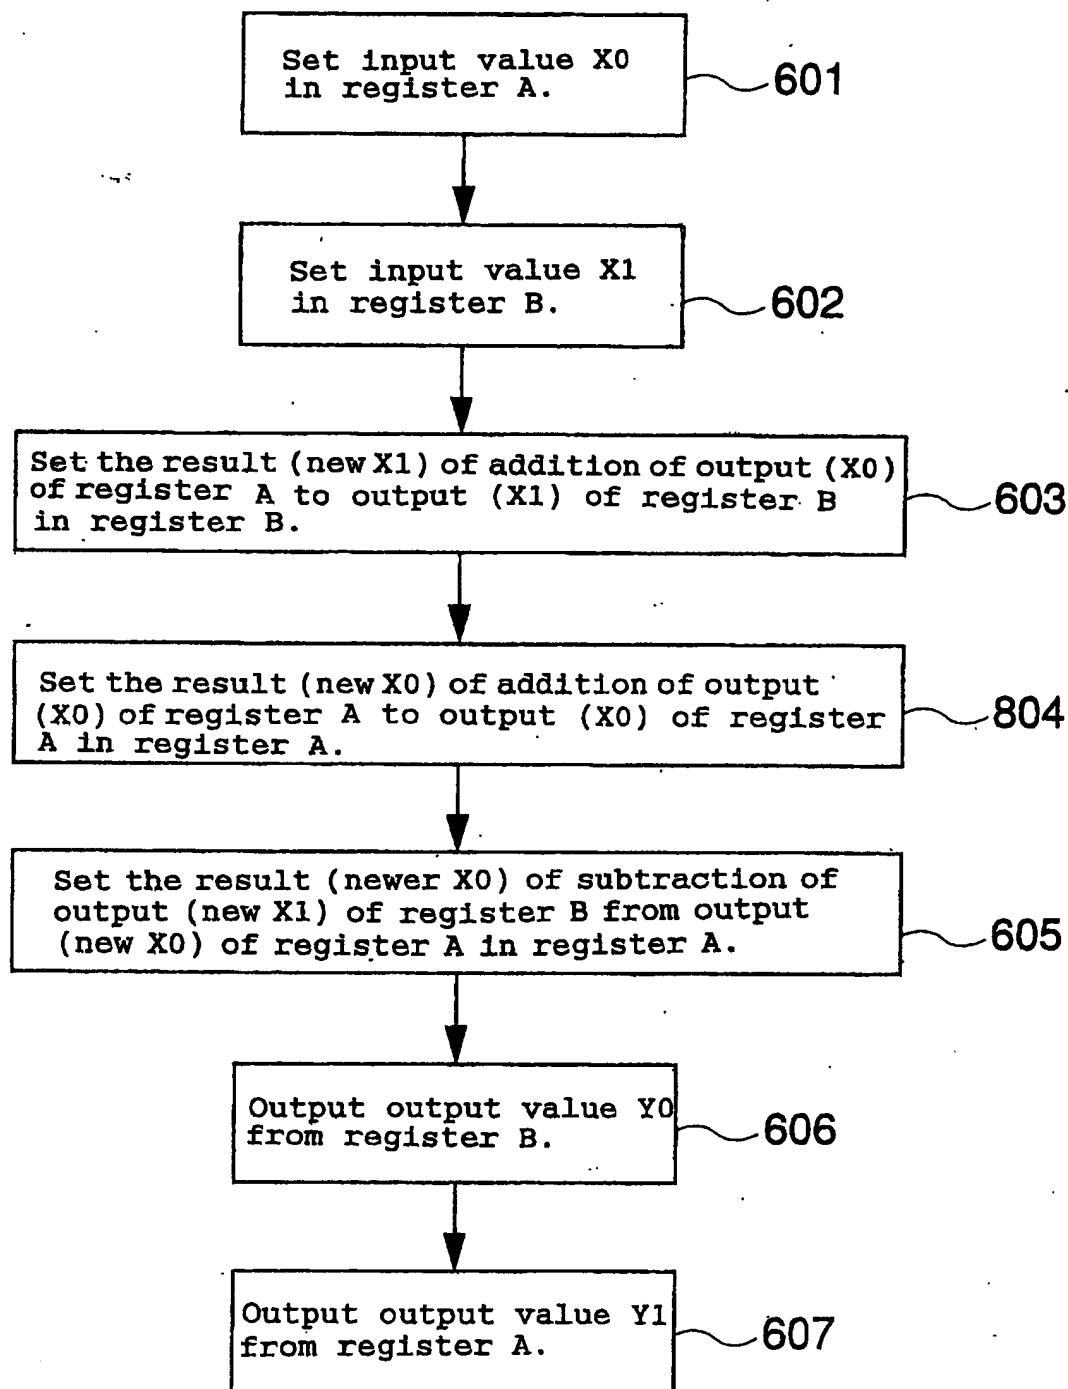 Set input value X0
in register A.
601
Set input value X1
in register B.
602
Set the result (new X1) of addition of output (X0)
of register A to output (X1) of register B
in register B.
603
Set the result (new X0) of addition of output
(X0) of register A to output (X0) of register
A in register A.
804
Set the result (newer X0) of subtraction of
output (new X1) of register B from output
(new X0) of register A in register A.
605
Output output value Y0
from register B.
606
Output output value Y1
from register A.
607